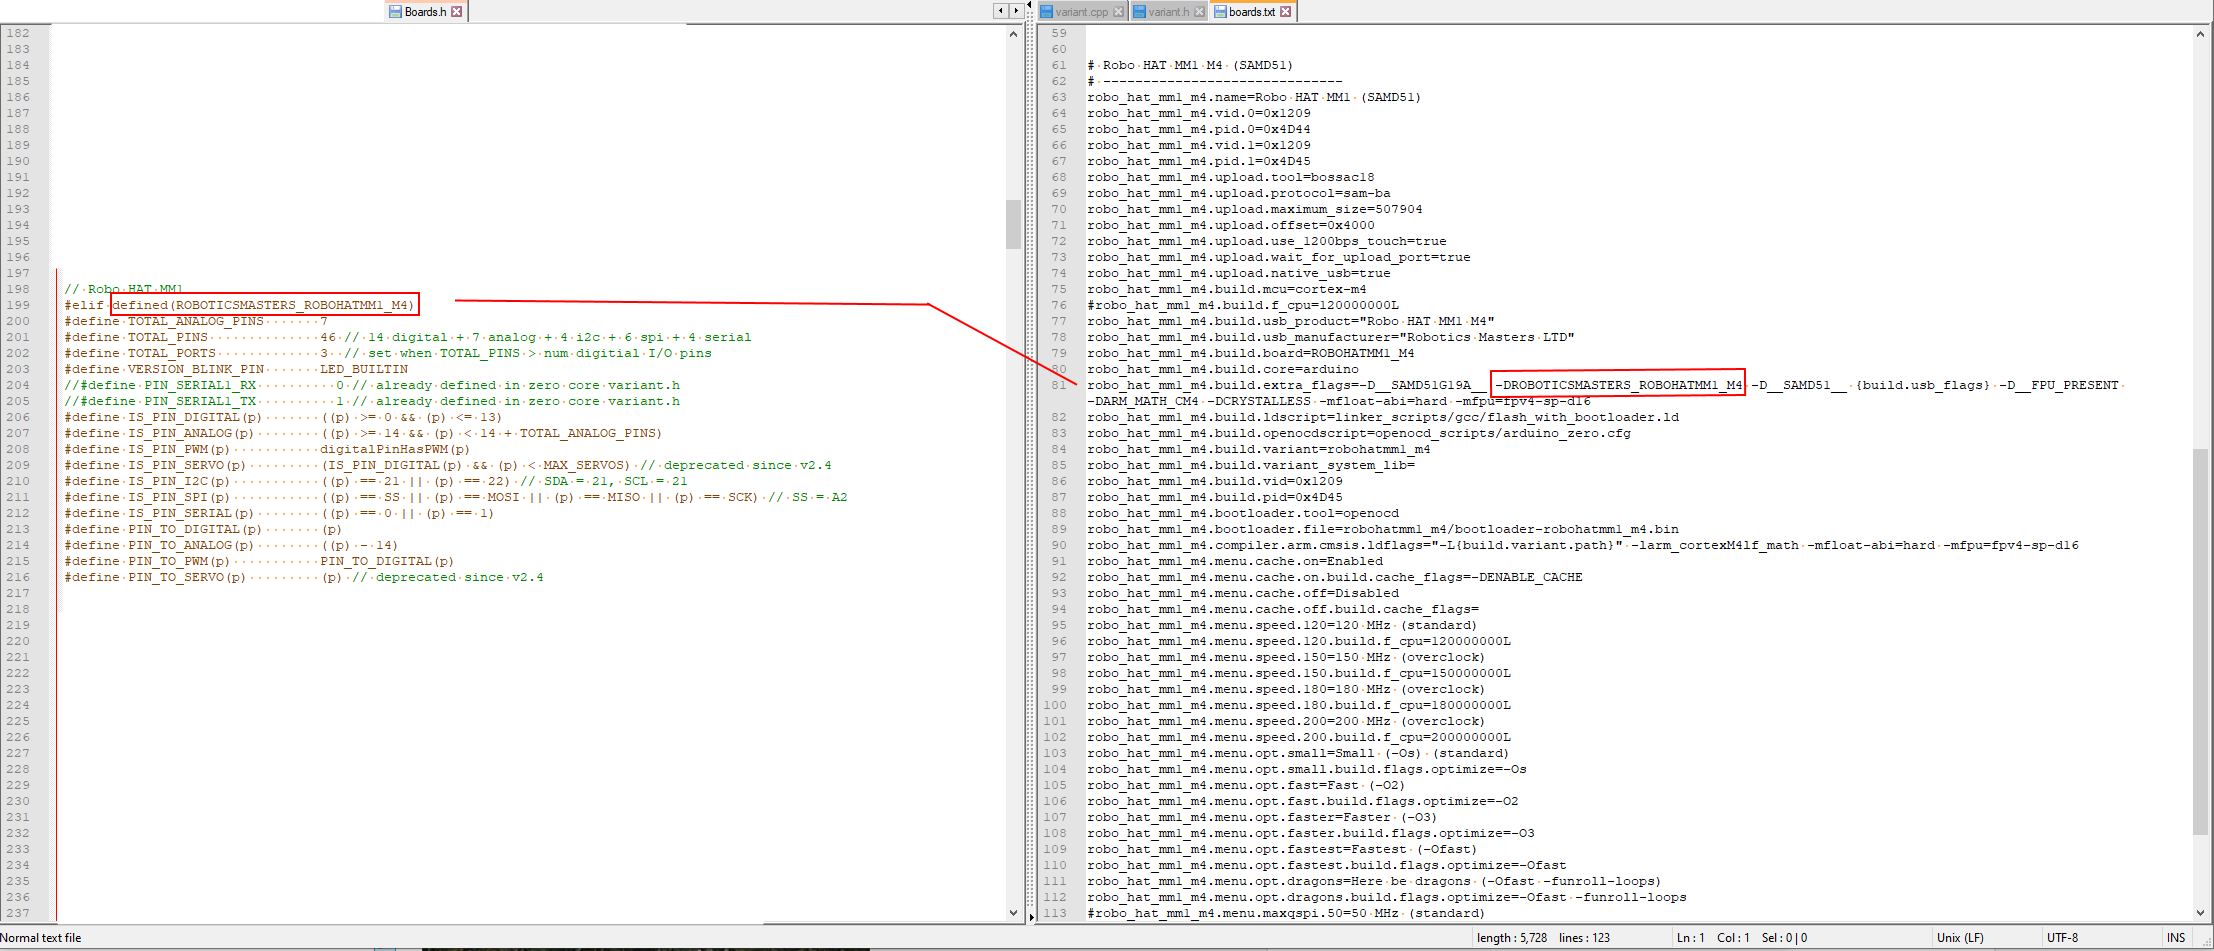 Boards.h
variant.cpp
variant.h
boards.txt
182
183
184
185
186
187
188
189
190
191
192
193
194
195
196
197
198 // Robo HAT MM1
199 #elif defined(ROBOTICSMASTERS_ROBOHATMM1_M4)
200 #define TOTAL_ANALOG_PINS 7
201 #define TOTAL_PINS 46 // 14 digital + 7 analog + 4 i2c + 6 spi + 4 serial
202 #define TOTAL_PORTS 3 // set when TOTAL_PINS > num digitial I/O pins
203 #define VERSION_BLINK_PIN LED_BUILTIN
204 //#define PIN_SERIAL1_RX 0 // already defined in zero core variant.h
205 //#define PIN_SERIAL1_TX 1 // already defined in zero core variant.h
206 #define IS_PIN_DIGITAL(p) ((p) >= 0 && (p) <= 13)
207 #define IS_PIN_ANALOG(p) ((p) >= 14 && (p) < 14 + TOTAL_ANALOG_PINS)
208 #define IS_PIN_PWM(p) digitalPinHasPWM(p)
209 #define IS_PIN_SERVO(p) (IS_PIN_DIGITAL(p) && (p) < MAX_SERVOS) // deprecated since v2.4
210 #define IS_PIN_I2C(p) ((p) == 21 || (p) == 22) // SDA = 21, SCL = 21
211 #define IS_PIN_SPI(p) ((p) == SS || (p) == MOSI || (p) == MISO || (p) == SCK) // SS = A2
212 #define IS_PIN_SERIAL(p) ((p) == 0 || (p) == 1)
213 #define PIN_TO_DIGITAL(p) (p)
214 #define PIN_TO_ANALOG(p) ((p) - 14)
215 #define PIN_TO_PWM(p) PIN_TO_DIGITAL(p)
216 #define PIN_TO_SERVO(p) (p) // deprecated since v2.4
217
218
219
220
221
222
223
224
225
226
227
228
229
230
231
232
233
234
235
236
237
59
60
61 # Robo HAT MM1 M4 (SAMD51)
62 # ------------------------------
63 robo_hat_mm1_m4.name=Robo HAT MM1 (SAMD51)
64 robo_hat_mm1_m4.vid.0=0x1209
65 robo_hat_mm1_m4.pid.0=0x4D44
66 robo_hat_mm1_m4.vid.1=0x1209
67 robo_hat_mm1_m4.pid.1=0x4D45
68 robo_hat_mm1_m4.upload.tool=bossac18
69 robo_hat_mm1_m4.upload.protocol=sam-ba
70 robo_hat_mm1_m4.upload.maximum_size=507904
71 robo_hat_mm1_m4.upload.offset=0x4000
72 robo_hat_mm1_m4.upload.use_1200bps_touch=true
73 robo_hat_mm1_m4.upload.wait_for_upload_port=true
74 robo_hat_mm1_m4.upload.native_usb=true
75 robo_hat_mm1_m4.build.mcu=cortex-m4
76 #robo_hat_mm1_m4.build.f_cpu=120000000L
77 robo_hat_mm1_m4.build.usb_product="Robo HAT MM1 M4"
78 robo_hat_mm1_m4.build.usb_manufacturer="Robotics Masters LTD"
79 robo_hat_mm1_m4.build.board=ROBOHATMM1_M4
80 robo_hat_mm1_m4.build.core=arduino
81 robo_hat_mm1_m4.build.extra_flags=-D__SAMD51G19A__ -DROBOTICSMASTERS_ROBOHATMM1_M4 -D__SAMD51__ {build.usb_flags} -D__FPU_PRESENT
-DARM_MATH_CM4 -DCRYSTALLESS -mfloat-abi=hard -mfpu=fpv4-sp-d16
82 robo_hat_mm1_m4.build.ldscript=linker_scripts/gcc/flash_with_bootloader.ld
83 robo_hat_mm1_m4.build.openocdscript=openocd_scripts/arduino_zero.cfg
84 robo_hat_mm1_m4.build.variant=robohatmm1_m4
85 robo_hat_mm1_m4.build.variant_system_lib=
86 robo_hat_mm1_m4.build.vid=0x1209
87 robo_hat_mm1_m4.build.pid=0x4D45
88 robo_hat_mm1_m4.bootloader.tool=openocd
89 robo_hat_mm1_m4.bootloader.file=robohatmm1_m4/bootloader-robohatmm1_m4.bin
90 robo_hat_mm1_m4.compiler.arm.cmsis.ldflags="-L{build.variant.path}" -larm_cortexM4lf_math -mfloat-abi=hard -mfpu=fpv4-sp-d16
91 robo_hat_mm1_m4.menu.cache.on=Enabled
92 robo_hat_mm1_m4.menu.cache.on.build.cache_flags=-DENABLE_CACHE
93 robo_hat_mm1_m4.menu.cache.off=Disabled
94 robo_hat_mm1_m4.menu.cache.off.build.cache_flags=
95 robo_hat_mm1_m4.menu.speed.120=120 MHz (standard)
96 robo_hat_mm1_m4.menu.speed.120.build.f_cpu=120000000L
97 robo_hat_mm1_m4.menu.speed.150=150 MHz (overclock)
98 robo_hat_mm1_m4.menu.speed.150.build.f_cpu=150000000L
99 robo_hat_mm1_m4.menu.speed.180=180 MHz (overclock)
100 robo_hat_mm1_m4.menu.speed.180.build.f_cpu=180000000L
101 robo_hat_mm1_m4.menu.speed.200=200 MHz (overclock)
102 robo_hat_mm1_m4.menu.speed.200.build.f_cpu=200000000L
103 robo_hat_mm1_m4.menu.opt.small=Small (-Os) (standard)
104 robo_hat_mm1_m4.menu.opt.small.build.flags.optimize=-Os
105 robo_hat_mm1_m4.menu.opt.fast=Fast (-O2)
106 robo_hat_mm1_m4.menu.opt.fast.build.flags.optimize=-O2
107 robo_hat_mm1_m4.menu.opt.faster=Faster (-O3)
108 robo_hat_mm1_m4.menu.opt.faster.build.flags.optimize=-O3
109 robo_hat_mm1_m4.menu.opt.fastest=Fastest (-Ofast)
110 robo_hat_mm1_m4.menu.opt.fastest.build.flags.optimize=-Ofast
111 robo_hat_mm1_m4.menu.opt.dragons=Here be dragons (-Ofast -funroll-loops)
112 robo_hat_mm1_m4.menu.opt.dragons.build.flags.optimize=-Ofast -funroll-loops
113 #robo_hat_mm1_m4.menu.maxqspi.50=50 MHz (standard)
Normal text file
length : 5,728 lines : 123
Ln : 1 Col : 1 Sel : 0 | 0
Unix (LF)
UTF-8
INS